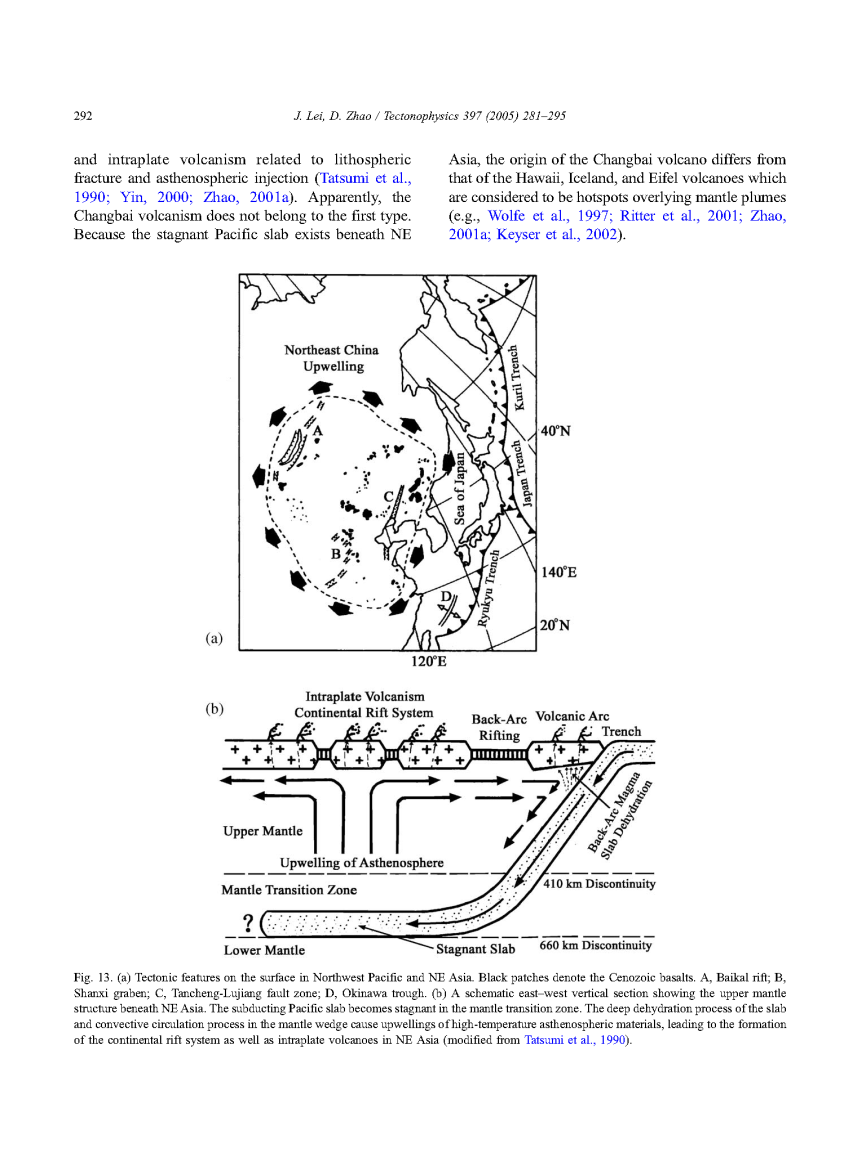 292
J. Lei, D. Zhao / Tectonophysics 397 (2005) 281–295
and intraplate volcanism related to lithospheric
fracture and asthenospheric injection (Tatsumi et al.,
1990; Yin, 2000; Zhao, 2001a). Apparently, the
Changbai volcanism does not belong to the first type.
Because the stagnant Pacific slab exists beneath NE
Asia, the origin of the Changbai volcano differs from
that of the Hawaii, Iceland, and Eifel volcanoes which
are considered to be hotspots overlying mantle plumes
(e.g., Wolfe et al., 1997; Ritter et al., 2001; Zhao,
2001a; Keyser et al., 2002).
Northeast China
Upwelling
Kuril Trench
A
40°N
Japan Trench
Sea of Japan
C
B
140°E
Ryukyu Trench
D
20°N
(a)
120°E
(b)
Intraplate Volcanism
Continental Rift System
Back-Arc
Rifting
Volcanic Arc
Trench
Back-Arc Magma
Slab Dehydration
Upper Mantle
Upwelling of Asthenosphere
Mantle Transition Zone
410 km Discontinuity
?
Lower Mantle
Stagnant Slab
660 km Discontinuity
Fig. 13. (a) Tectonic features on the surface in Northwest Pacific and NE Asia. Black patches denote the Cenozoic basalts. A, Baikal rift; B,
Shanxi graben; C, Tancheng-Lujiang fault zone; D, Okinawa trough. (b) A schematic east–west vertical section showing the upper mantle
structure beneath NE Asia. The subducting Pacific slab becomes stagnant in the mantle transition zone. The deep dehydration process of the slab
and convective circulation process in the mantle wedge cause upwellings of high-temperature asthenospheric materials, leading to the formation
of the continental rift system as well as intraplate volcanoes in NE Asia (modified from Tatsumi et al., 1990).